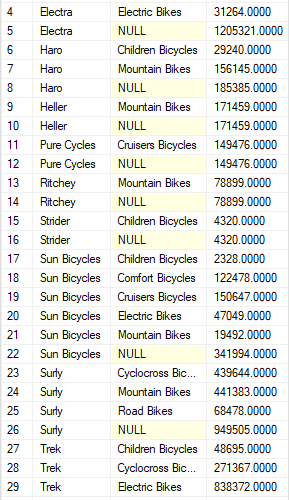 4 Electra Electric Bikes 31264.0000
5 Electra NULL 1205321.0000
6 Haro Children Bicycles 29240.0000
7 Haro Mountain Bikes 156145.0000
8 Haro NULL 185385.0000
9 Heller Mountain Bikes 171459.0000
10 Heller NULL 171459.0000
11 Pure Cycles Cruisers Bicycles 149476.0000
12 Pure Cycles NULL 149476.0000
13 Ritchey Mountain Bikes 78899.0000
14 Ritchey NULL 78899.0000
15 Strider Children Bicycles 4320.0000
16 Strider NULL 4320.0000
17 Sun Bicycles Children Bicycles 2328.0000
18 Sun Bicycles Comfort Bicycles 122478.0000
19 Sun Bicycles Cruisers Bicycles 150647.0000
20 Sun Bicycles Electric Bikes 47049.0000
21 Sun Bicycles Mountain Bikes 19492.0000
22 Sun Bicycles NULL 341994.0000
23 Surly Cyclocross Bic... 439644.0000
24 Surly Mountain Bikes 441383.0000
25 Surly Road Bikes 68478.0000
26 Surly NULL 949505.0000
27 Trek Children Bicycles 48695.0000
28 Trek Cyclocross Bic... 271367.0000
29 Trek Electric Bikes 838372.0000